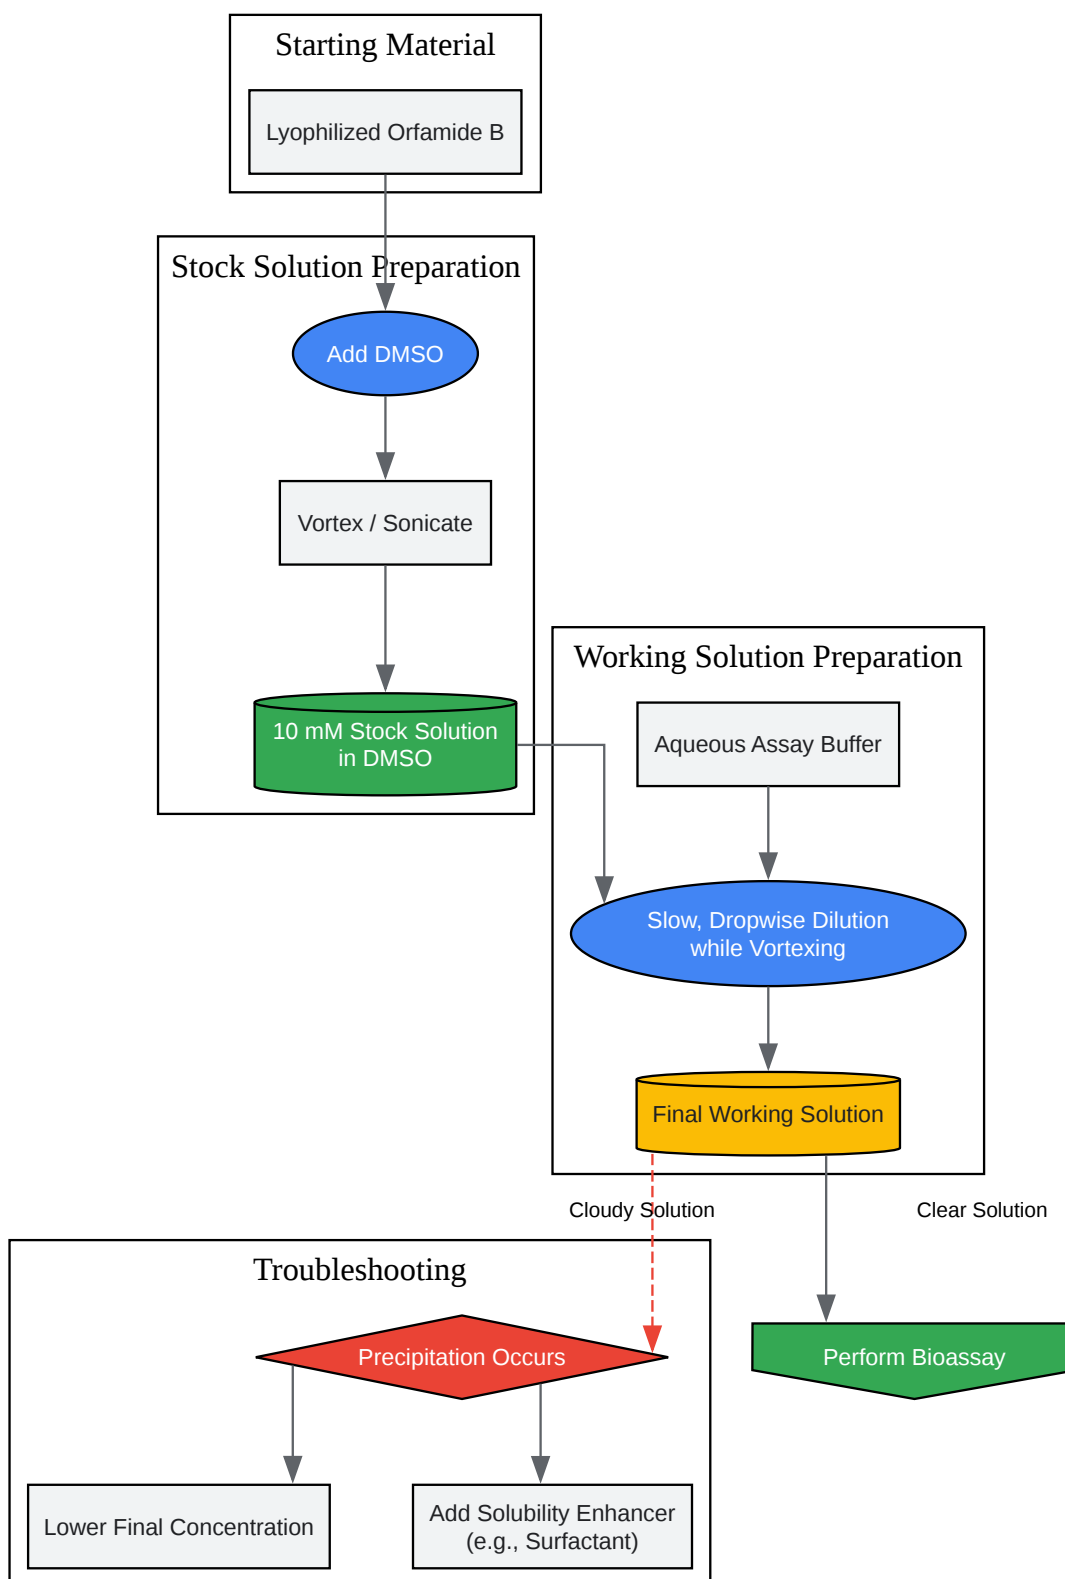 Starting Material
Lyophilized Orfamide B
Stock Solution Preparation
Add DMSO
Vortex / Sonicate
10 mM Stock Solution
in DMSO
Working Solution Preparation
Aqueous Assay Buffer
Slow, Dropwise Dilution
while Vortexing
Final Working Solution
Cloudy Solution
Clear Solution
Troubleshooting
Precipitation Occurs
Perform Bioassay
Lower Final Concentration
Add Solubility Enhancer
(e.g., Surfactant)